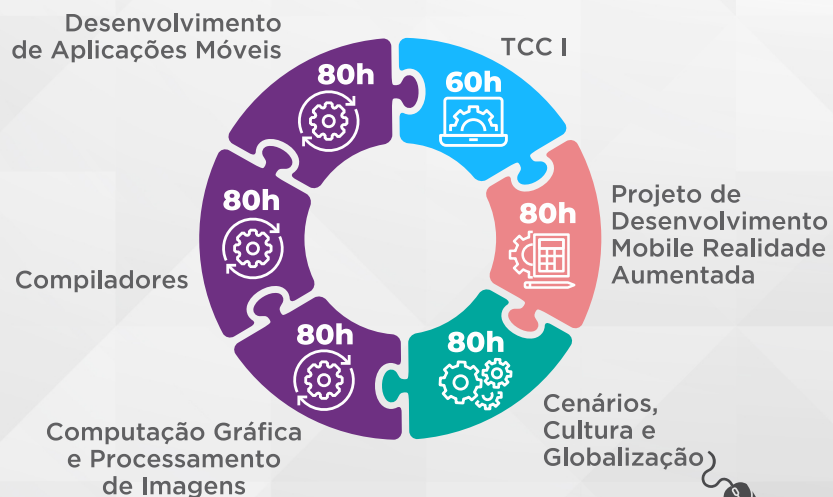 Desenvolvimento
de Aplicações Móveis
80h
TCC I
60h
Projeto de
Desenvolvimento
Mobile Realidade
Aumentada
80h
Cenários,
Cultura e
Globalização
80h
Computação Gráfica
e Processamento
de Imagens
80h
Compiladores
80h